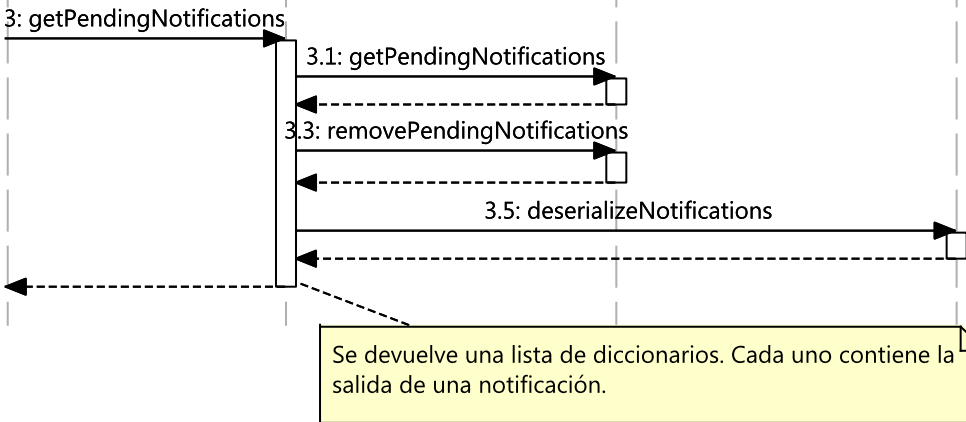 3: getPendingNotifications
3.1: getPendingNotifications
3.3: removePendingNotifications
3.5: deserializeNotifications
Se devuelve una lista de diccionarios. Cada uno contiene la
salida de una notificación.